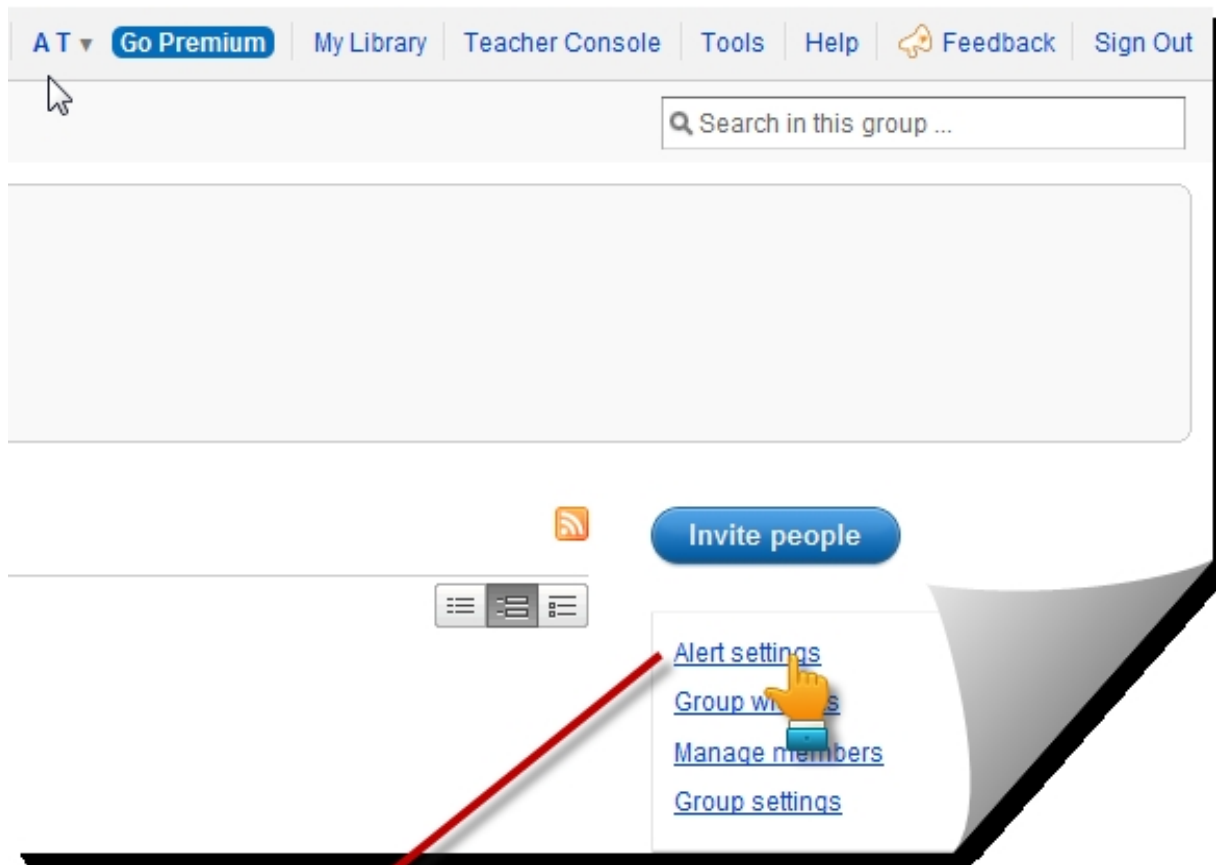 A T ▾ Go Premium My Library Teacher Console Tools Help Feedback Sign Out
Search in this group ...
Invite people
Alert settings
Group
Manage members
Group settings